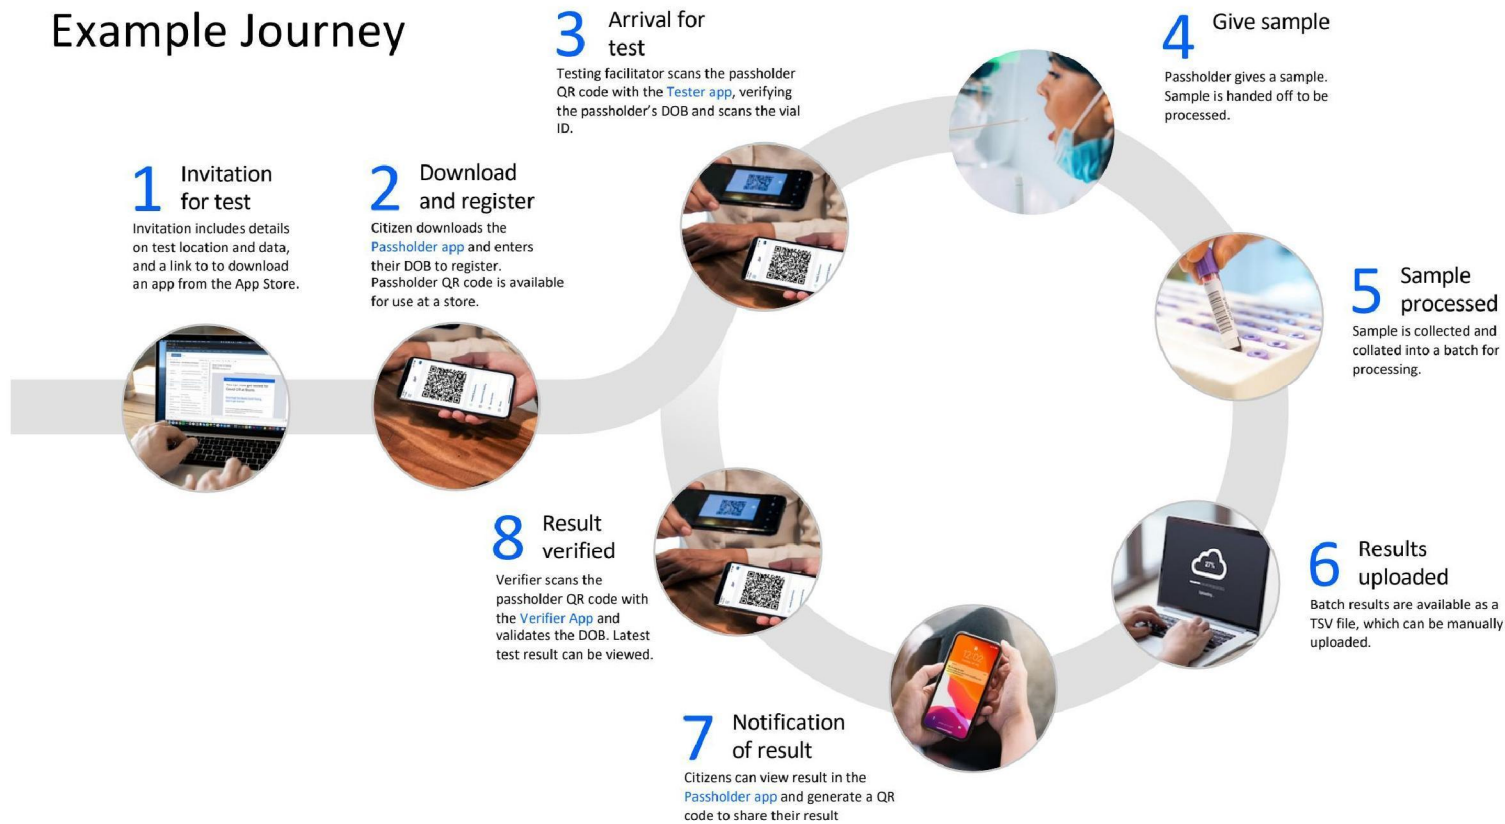 Example Journey
1
Invitation
for test
Invitation includes details
on test location and data,
and a link to to download
an app from the App Store.
2
Download
and register
Citizen downloads the
Passholder app and enters
their DOB to register.
Passholder QR code is available
for use at a store.
3
Arrival for
test
Testing facilitator scans the passholder
QR code with the Tester app, verifying
the passholder’s DOB and scans the vial
ID.
4
Give sample
Passholder gives a sample.
Sample is handed off to be
processed.
5
Sample
processed
Sample is collected and
collated into a batch for
processing.
6
Results
uploaded
Batch results are available as a
TSV file, which can be manually
uploaded.
27%
7
Notification
of result
Citizens can view result in the
Passholder app and generate a QR
code to share their result
12:02
8
Result
verified
Verifier scans the
passholder QR code with
the Verifier App and
validates the DOB. Latest
test result can be viewed.